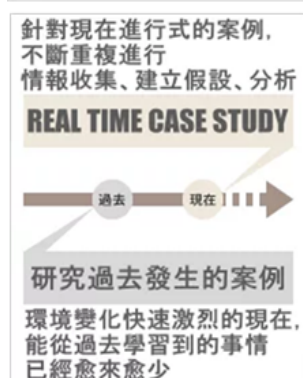 針對現在進行式的案例,
不斷重複進行
情報收集、建立假設、分析
REAL TIME CASE STUDY
過去
現在
研究過去發生的案例
環境變化快速激烈的現在,
能從過去學習到的事情
已經愈來愈少